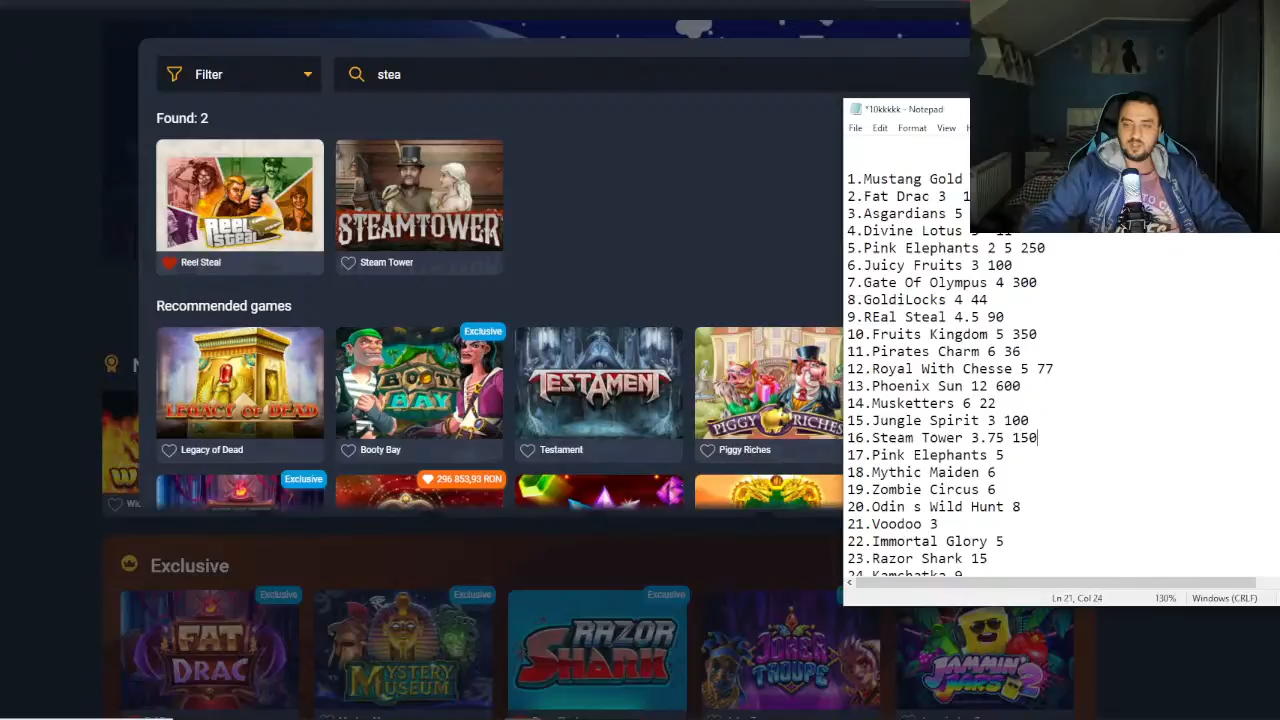 Filter
stea
Found: 2
REEL STEAL
STEAMTOWER
Reel Steal
Steam Tower
Recommended games
Exclusive
LEGACY OF DEAD
BOOTY BAY
TESTAMENT
PIGGY RICHES
Legacy of Dead
Booty Bay
Testament
Piggy Riches
Exclusive
296 853,93 RON
Exclusive
Exclusive
Exclusive
Exclusive
Exclusive
FAT DRAC
MYSTERY MUSEUM
RAZOR SHARK
JOKER TROUPE
JAMMIN' JARS 2
*10kkkkk - Notepad
File Edit Format View
1.Mustang Gold
2.Fat Drac 3
3.Asgardians 5
4.Divine Lotus
5.Pink Elephants 2 5 250
6.Juicy Fruits 3 100
7.Gate Of Olympus 4 300
8.GoldiLocks 4 44
9.REal Steal 4.5 90
10.Fruits Kingdom 5 350
11.Pirates Charm 6 36
12.Royal With Chesse 5 77
13.Phoenix Sun 12 600
14.Musketters 6 22
15.Jungle Spirit 3 100
16.Steam Tower 3.75 150
17.Pink Elephants 5
18.Mythic Maiden 6
19.Zombie Circus 6
20.Odin s Wild Hunt 8
21.Voodoo 3
22.Immortal Glory 5
23.Razor Shark 15
24.Kamchatka 9
Ln 21, Col 24
130%
Windows (CRLF)